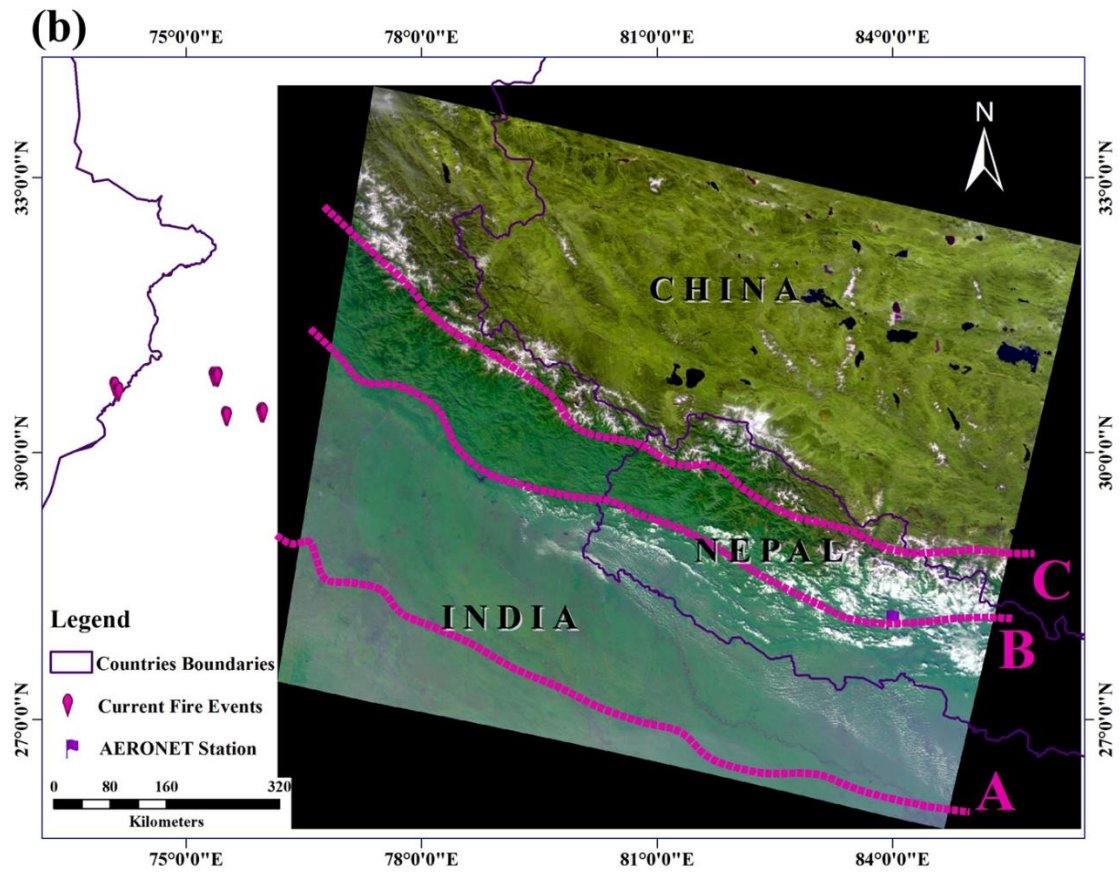 (b)
75°0'0"E 78°0'0"E 81°0'0"E 84°0'0"E
33°0'0"N 33°0'0"N
N
CHINA
30°0'0"N 30°0'0"N
NEPAL
C
INDIA
B
Legend
Countries Boundaries
Current Fire Events
27°0'0"N 27°0'0"N
AERONET Station
0 80 160 320
A
Kilometers
75°0'0"E 78°0'0"E 81°0'0"E 84°0'0"E